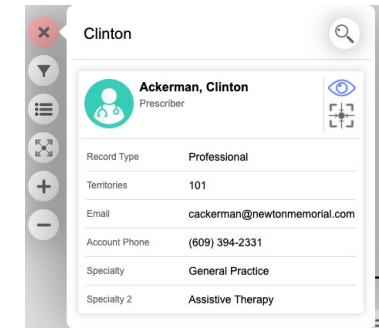 Clinton
Ackerman, Clinton
Prescriber
Record Type Professional
Territories 101
Email cackerman@newtonmemorial.com
Account Phone (609) 394-2331
Specialty General Practice
Specialty 2 Assistive Therapy